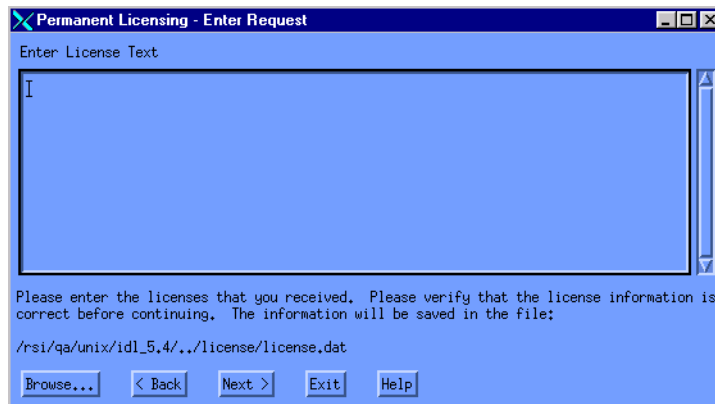 Permanent Licensing - Enter Request
Enter License Text
Please enter the licenses that you received. Please verify that the license information is
correct before continuing. The information will be saved in the file:
/rsi/qa/unix/idl_5.4/../license/license.dat
Browse... < Back Next > Exit Help